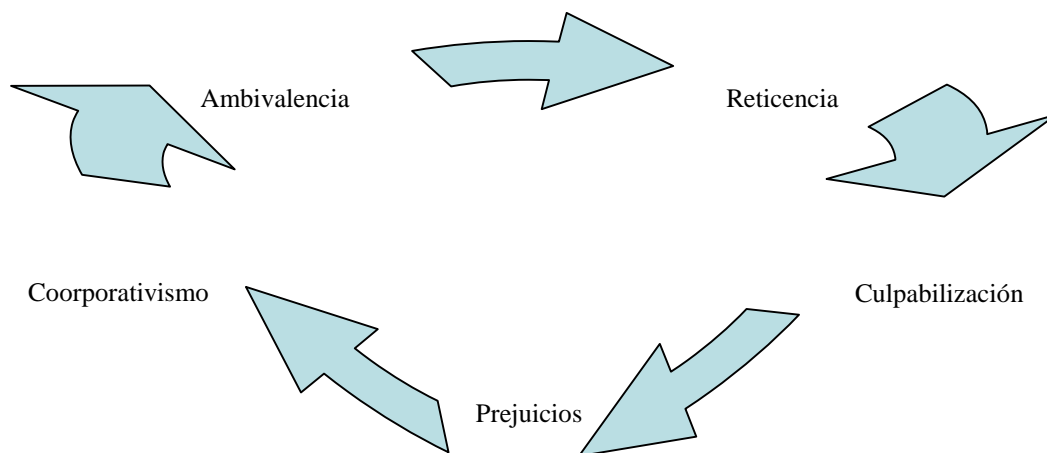 Ambivalencia
Reticencia
Coorporativismo
Culpabilización
Prejuicios